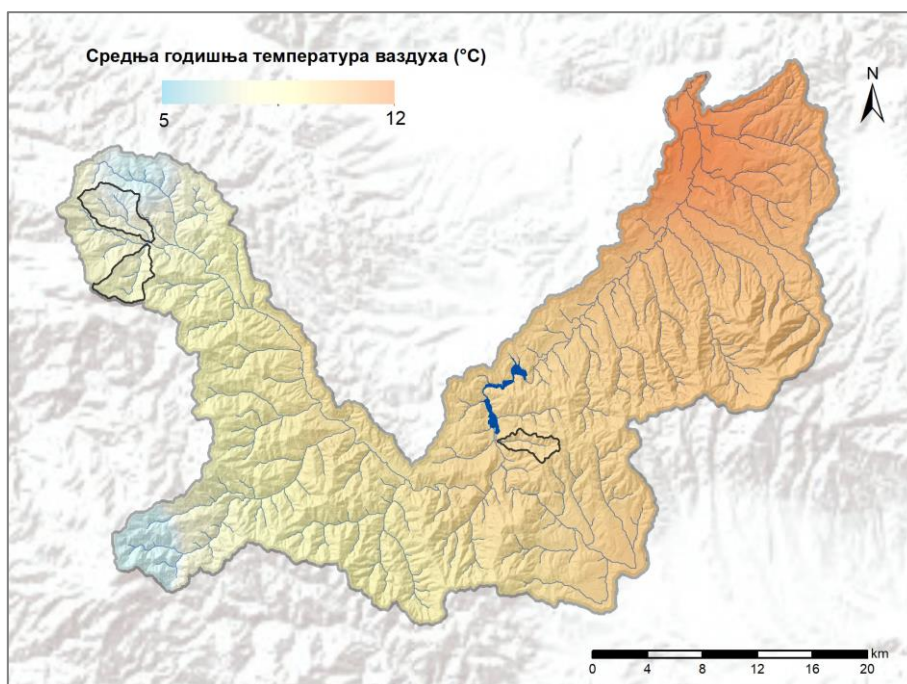 Средња годишња температура ваздуха (°C)
5 12
N
km
0 4 8 12 16 20